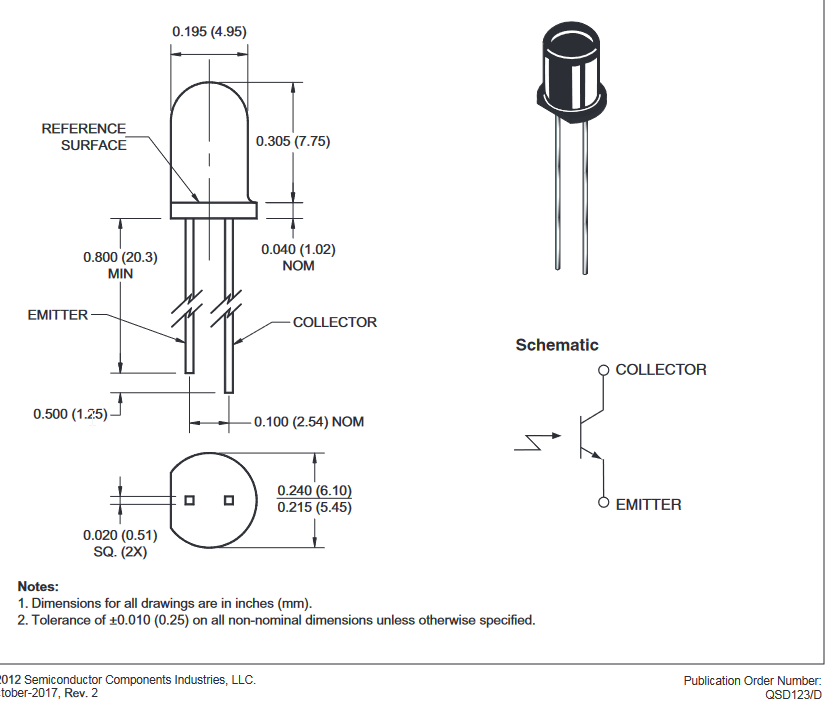 0.195 (4.95)
REFERENCE
SURFACE
0.305 (7.75)
0.800 (20.3)
MIN
0.040 (1.02)
NOM
EMITTER
COLLECTOR
0.500 (1.25)
0.100 (2.54) NOM
0.240 (6.10)
0.215 (5.45)
0.020 (0.51)
SQ. (2X)
Schematic
COLLECTOR
EMITTER
Notes:
1. Dimensions for all drawings are in inches (mm).
2. Tolerance of ±0.010 (0.25) on all non-nominal dimensions unless otherwise specified.
2012 Semiconductor Components Industries, LLC.
tober-2017, Rev. 2
Publication Order Number:
QSD123/D